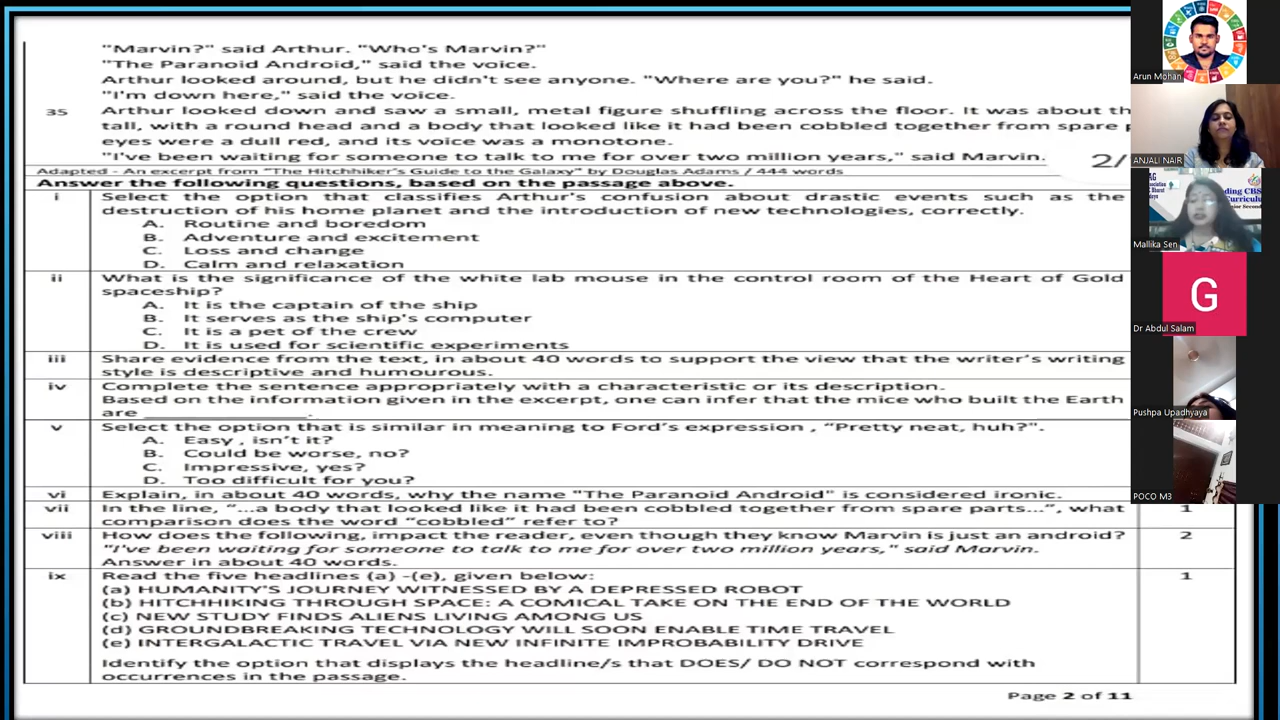 "Marvin?" said Arthur. "Who's Marvin?"
"The Paranoid Android," said the voice.
Arthur looked around, but he didn't see anyone. "Where are you?" he said.
"I'm down here," said the voice.
35 Arthur looked down and saw a small, metal figure shuffling across the floor. It was about th
tall, with a round head and a body that looked like it had been cobbled together from spare p
eyes were a dull red, and its voice was a monotone.
"I've been waiting for someone to talk to me for over two million years," said Marvin.
2/
Adapted - An excerpt from "The Hitchhiker's Guide to the Galaxy" by Douglas Adams / 444 words
Answer the following questions, based on the passage above.
i Select the option that classifies Arthur's confusion about drastic events such as the
destruction of his home planet and the introduction of new technologies, correctly.
A. Routine and boredom
B. Adventure and excitement
C. Loss and change
D. Calm and relaxation
ii What is the significance of the white lab mouse in the control room of the Heart of Gold
spaceship?
A. It is the captain of the ship
B. It serves as the ship's computer
C. It is a pet of the crew
D. It is used for scientific experiments
iii Share evidence from the text, in about 40 words to support the view that the writer's writing
style is descriptive and humourous.
iv Complete the sentence appropriately with a characteristic or its description.
Based on the information given in the excerpt, one can infer that the mice who built the Earth
are ______________.
v Select the option that is similar in meaning to Ford's expression , "Pretty neat, huh?".
A. Easy , isn't it?
B. Could be worse, no?
C. Impressive, yes?
D. Too difficult for you?
vi Explain, in about 40 words, why the name "The Paranoid Android" is considered ironic.
vii In the line, "...a body that looked like it had been cobbled together from spare parts...", what 1
comparison does the word "cobbled" refer to?
viii How does the following, impact the reader, even though they know Marvin is just an android? 2
"I've been waiting for someone to talk to me for over two million years," said Marvin.
Answer in about 40 words.
ix Read the five headlines (a) -(e), given below: 1
(a) HUMANITY'S JOURNEY WITNESSED BY A DEPRESSED ROBOT
(b) HITCHHIKING THROUGH SPACE: A COMICAL TAKE ON THE END OF THE WORLD
(c) NEW STUDY FINDS ALIENS LIVING AMONG US
(d) GROUNDBREAKING TECHNOLOGY WILL SOON ENABLE TIME TRAVEL
(e) INTERGALACTIC TRAVEL VIA NEW INFINITE IMPROBABILITY DRIVE
Identify the option that displays the headline/s that DOES/ DO NOT correspond with
occurrences in the passage.
Page 2 of 11
Arun Mohan
ANJALI NAIR
Mallika Sen
G
Dr Abdul Salam
Pushpa Upadhyaya
POCO M3